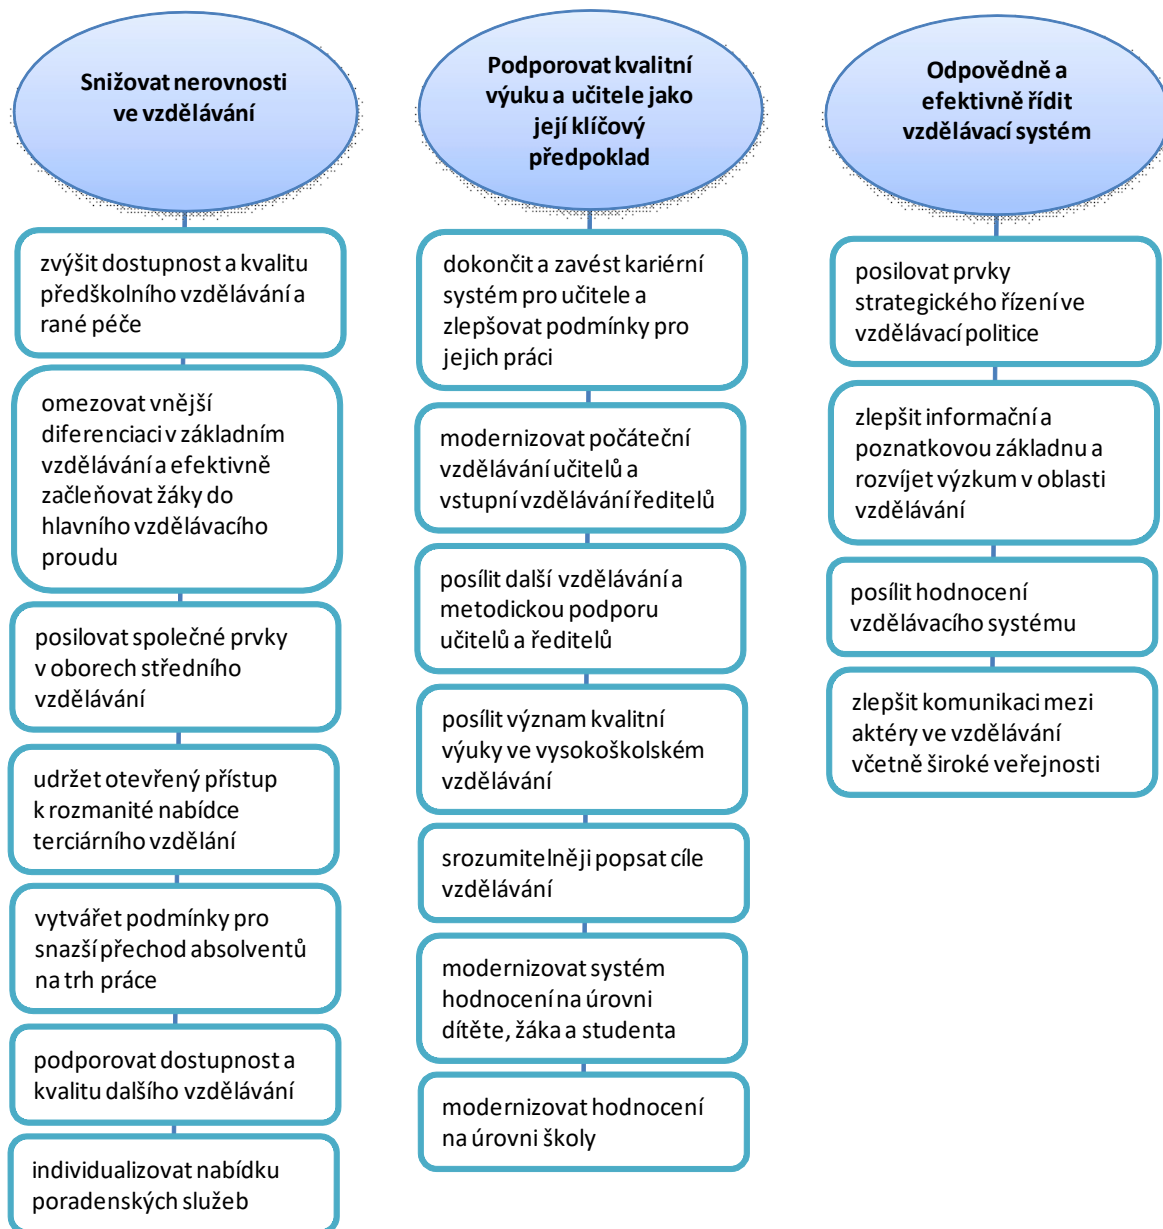 Snižovat nerovnosti
ve vzdělávání
zvýšit dostupnost a kvalitu
předškolního vzdělávání a
rané péče
omezovat vnější
diferenciaci v základním
vzdělávání a efektivně
začleňovat žáky do
hlavního vzdělávacího
proudu
posilovat společné prvky
v oborech středního
vzdělávání
udržet otevřený přístup
k rozmanité nabídce
terciárního vzdělání
vytvářet podmínky pro
snazší přechod absolventů
na trh práce
podporovat dostupnost a
kvalitu dalšího vzdělávání
individualizovat nabídku
poradenských služeb
Podporovat kvalitní
výuku a učitele jako
její klíčový
předpoklad
dokončit a zavést kariérní
systém pro učitele a
zlepšovat podmínky pro
jejich práci
modernizovat počáteční
vzdělávání učitelů a
vstupní vzdělávání ředitelů
posílit další vzdělávání a
metodickou podporu
učitelů a ředitelů
posílit význam kvalitní
výuky ve vysokoškolském
vzdělávání
srozumitelněji popsat cíle
vzdělávání
modernizovat systém
hodnocení na úrovni
dítěte, žáka a studenta
modernizovat hodnocení
na úrovni školy
Odpovědně a
efektivně řídit
vzdělávací systém
posilovat prvky
strategického řízení ve
vzdělávací politice
zlepšit informační a
poznatkovou základnu a
rozvíjet výzkum v oblasti
vzdělávání
posílit hodnocení
vzdělávacího systému
zlepšit komunikaci mezi
aktéry ve vzdělávání
včetně široké veřejnosti